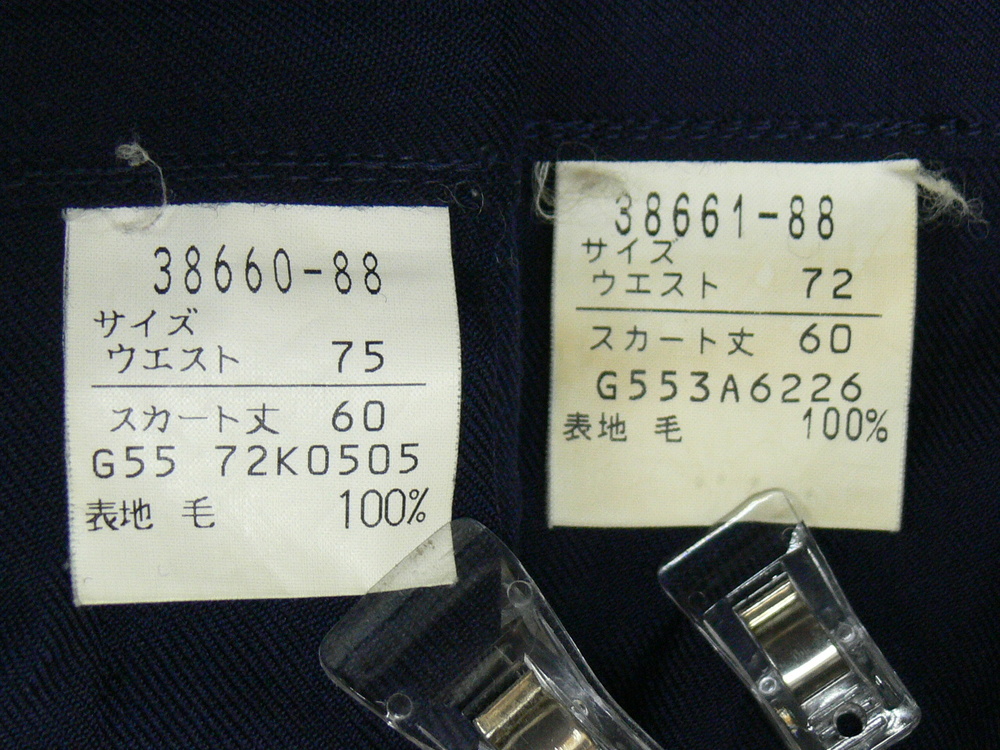 38660-88
サイズ
ウエスト 75
スカート丈 60
G55 72K0505
表地 毛 100%
38661-88
サイズ
ウエスト 72
スカート丈 60
G553A6226
表地 毛 100%